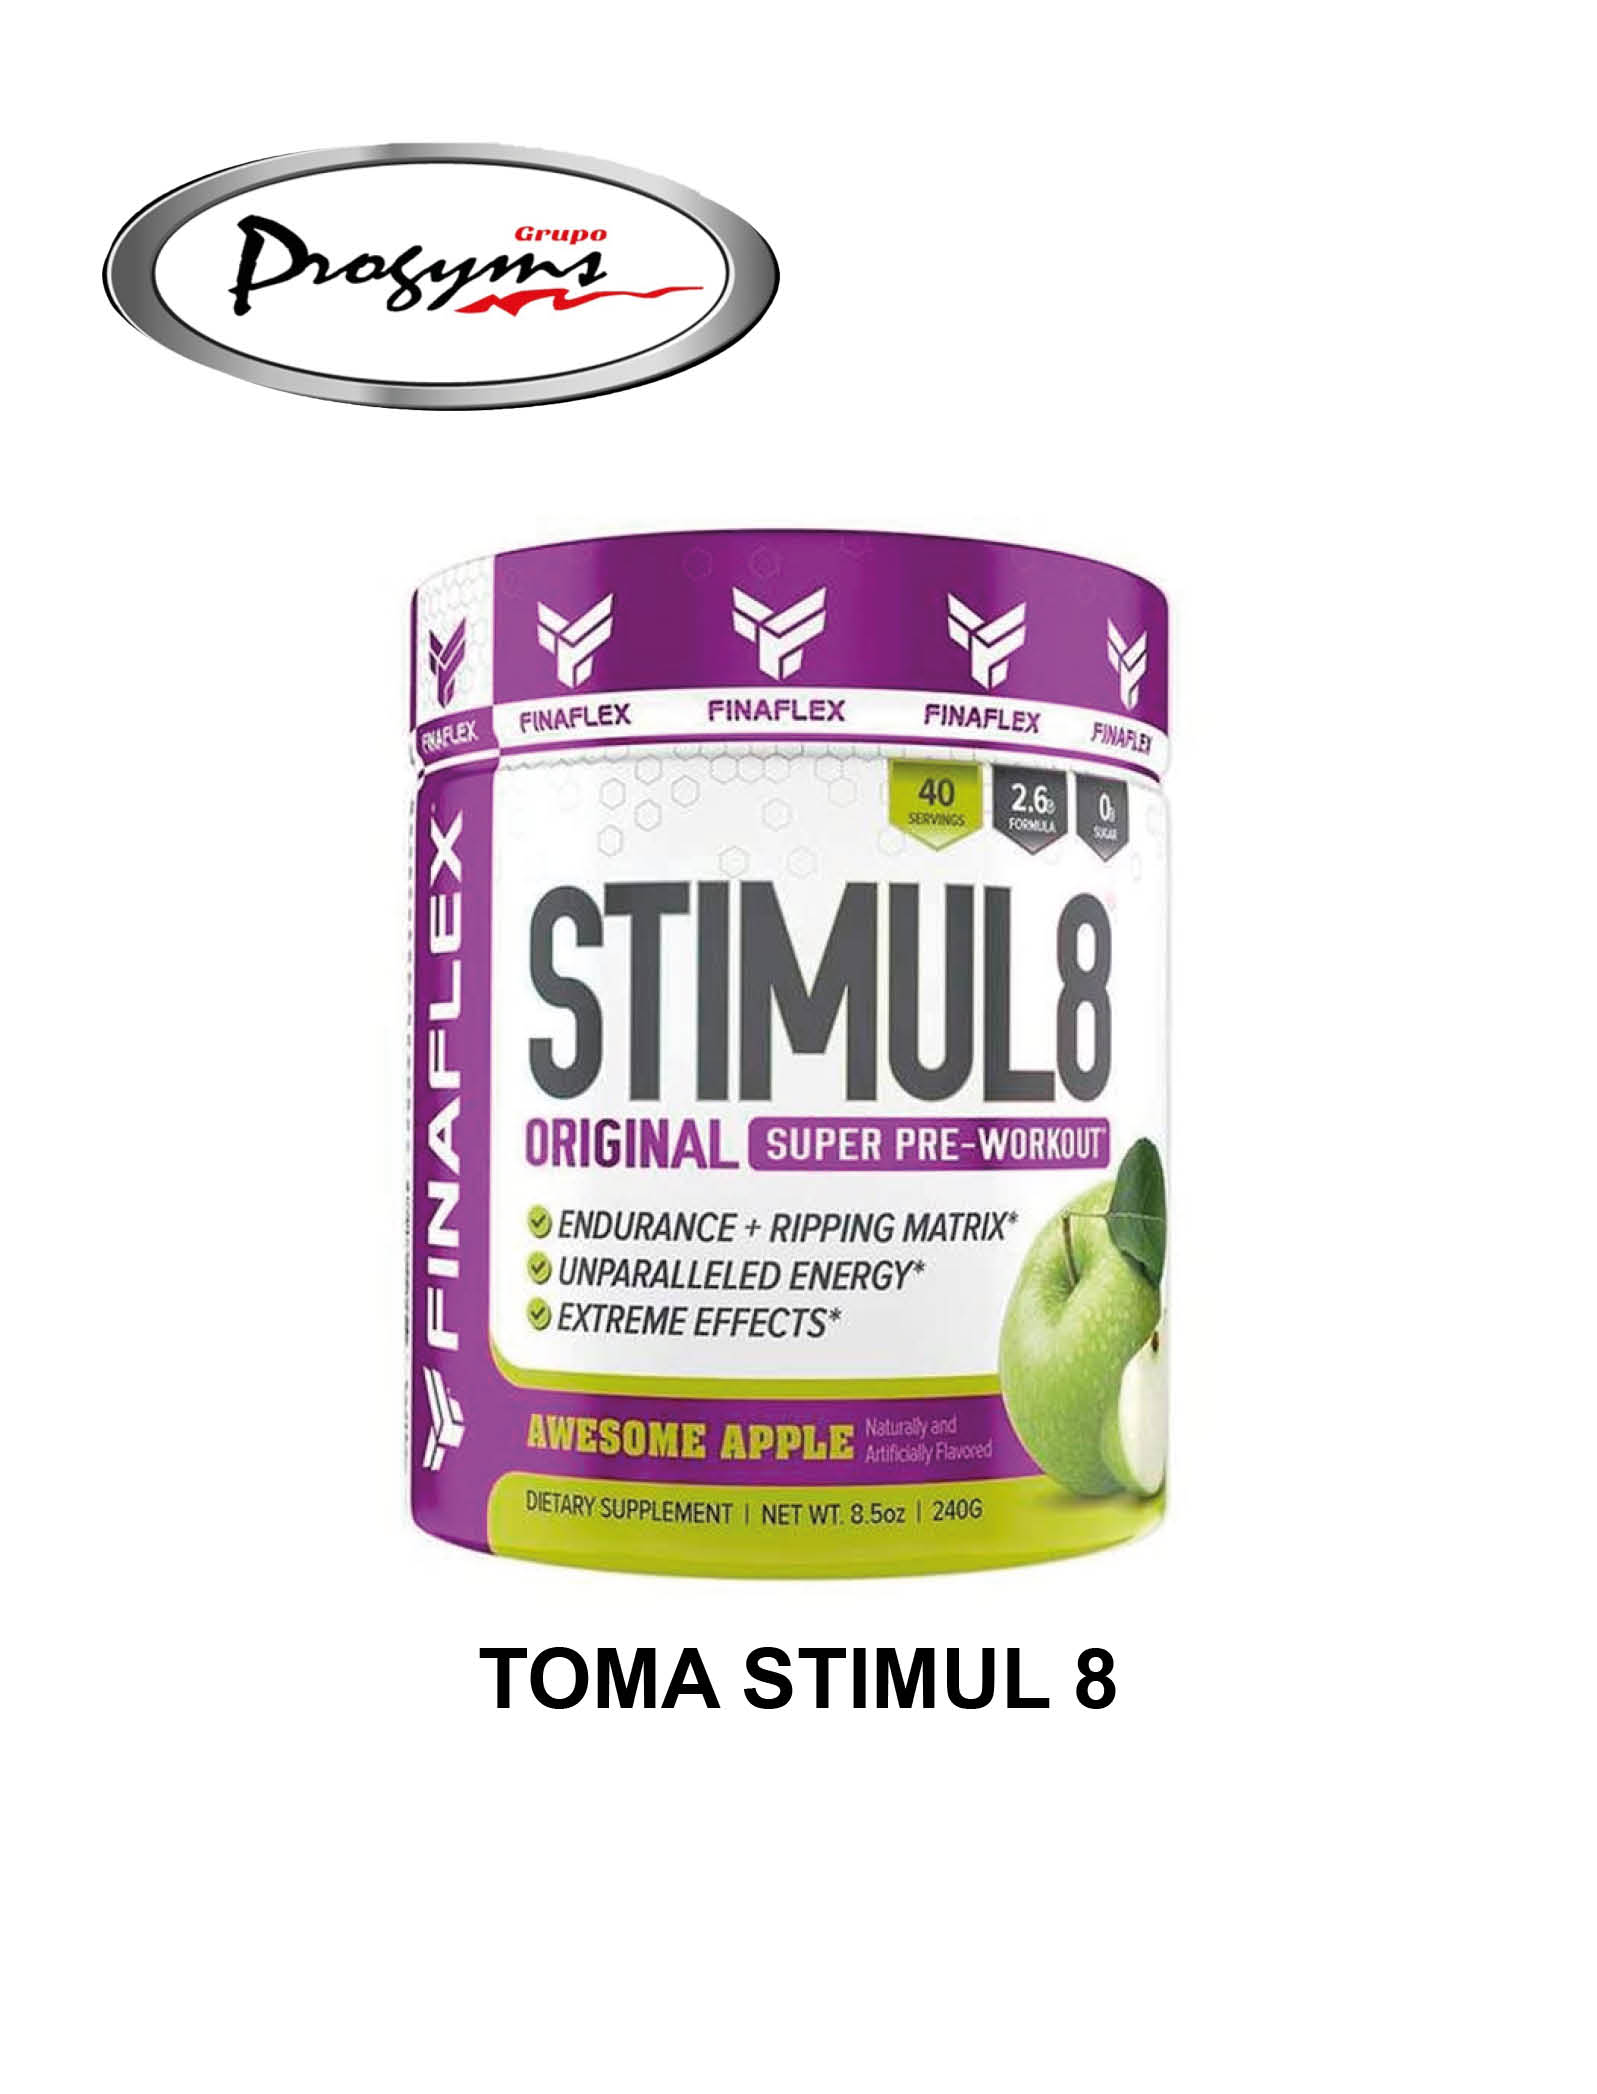 Grupo
Progyms
FINAFLEX FINAFLEX FINAFLEX FINAFLEX FINAFLEX
FINAFLEX
40
SERVINGS
2.6g
FORMULA
0g
SUGAR
STIMUL8
ORIGINAL SUPER PRE-WORKOUT
ENDURANCE + RIPPING MATRIX*
UNPARALLELED ENERGY*
EXTREME EFFECTS*
AWESOME APPLE
Naturally and
Artificially Flavored
DIETARY SUPPLEMENT | NET WT. 8.5oz | 240G
TOMA STIMUL 8